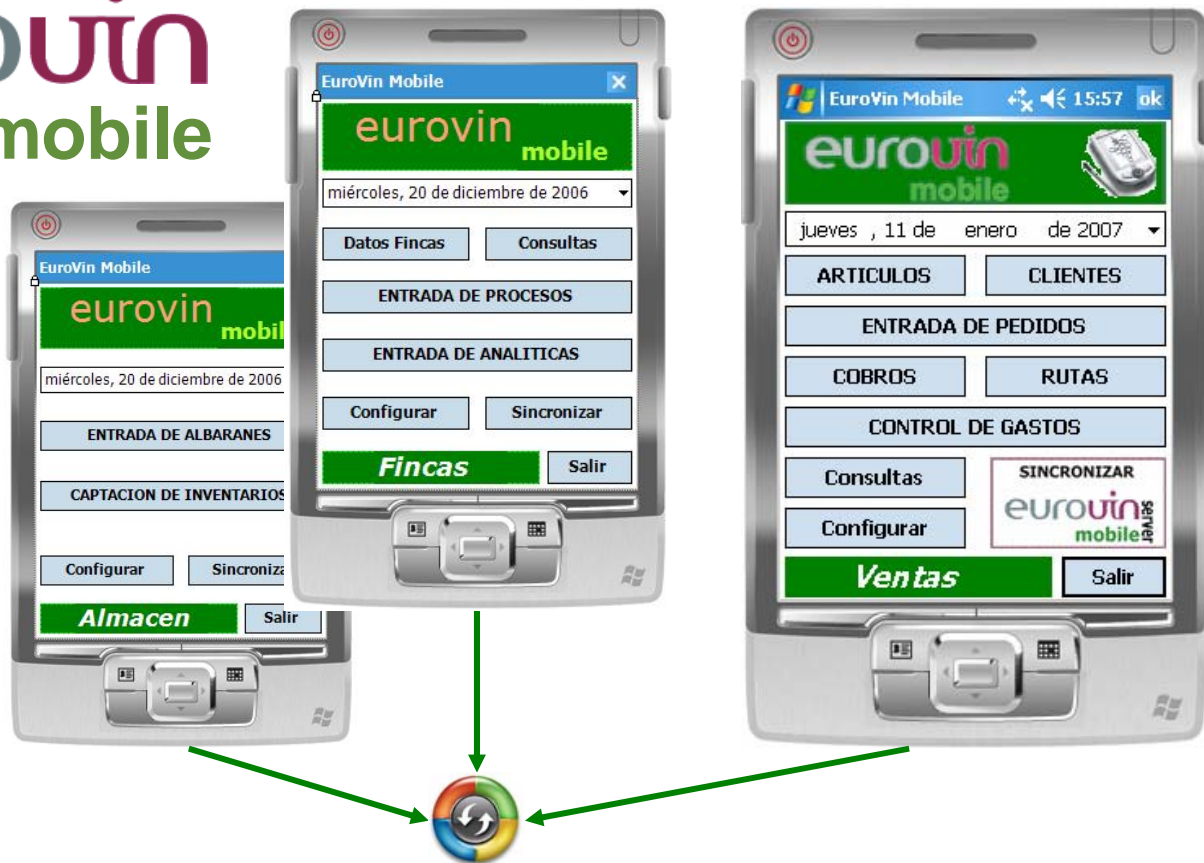 ouin
mobile
EuroVin Mobile
eurovin
mobil
miércoles, 20 de diciembre de 2006
ENTRADA DE ALBARANES
CAPTACION DE INVENTARIOS
Configurar Sincroniza
Almacen Salir
EuroVin Mobile
eurovin
mobile
miércoles, 20 de diciembre de 2006
Datos Fincas Consultas
ENTRADA DE PROCESOS
ENTRADA DE ANALITICAS
Configurar Sincronizar
Fincas Salir
EuroVin Mobile 15:57 ok
eurovin
mobile
jueves , 11 de enero de 2007
ARTICULOS CLIENTES
ENTRADA DE PEDIDOS
COBROS RUTAS
CONTROL DE GASTOS
Consultas
Configurar
SINCRONIZAR
eurovin
mobile
server
Ventas Salir